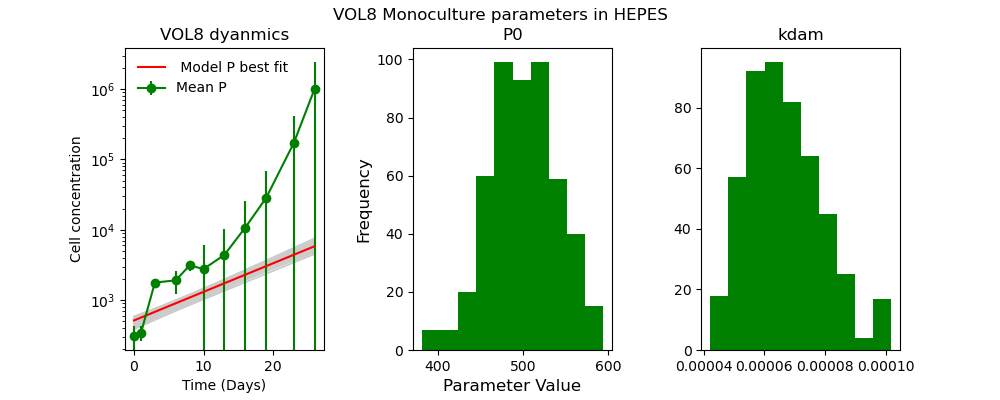 VOL8 Monoculture parameters in HEPES
VOL8 dyanmics
Model P best fit
Mean P
Cell concentration
10^6
10^5
10^4
10^3
0 10 20
Time (Days)
P0
Frequency
100
80
60
40
20
0
400 500 600
Parameter Value
kdam
80
60
40
20
0
0.00004 0.00006 0.00008 0.00010